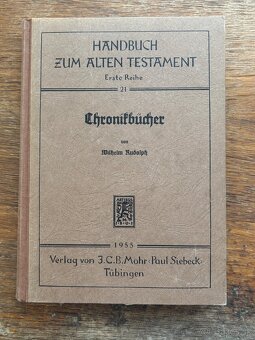 HANDBUCH
ZUM ALTEN TESTAMENT
Erste Reihe
21
Chronikbücher
von
Wilhelm Rudolph
1955
Verlag von J.C.B. Mohr · Paul Siebeck ·
Tübingen